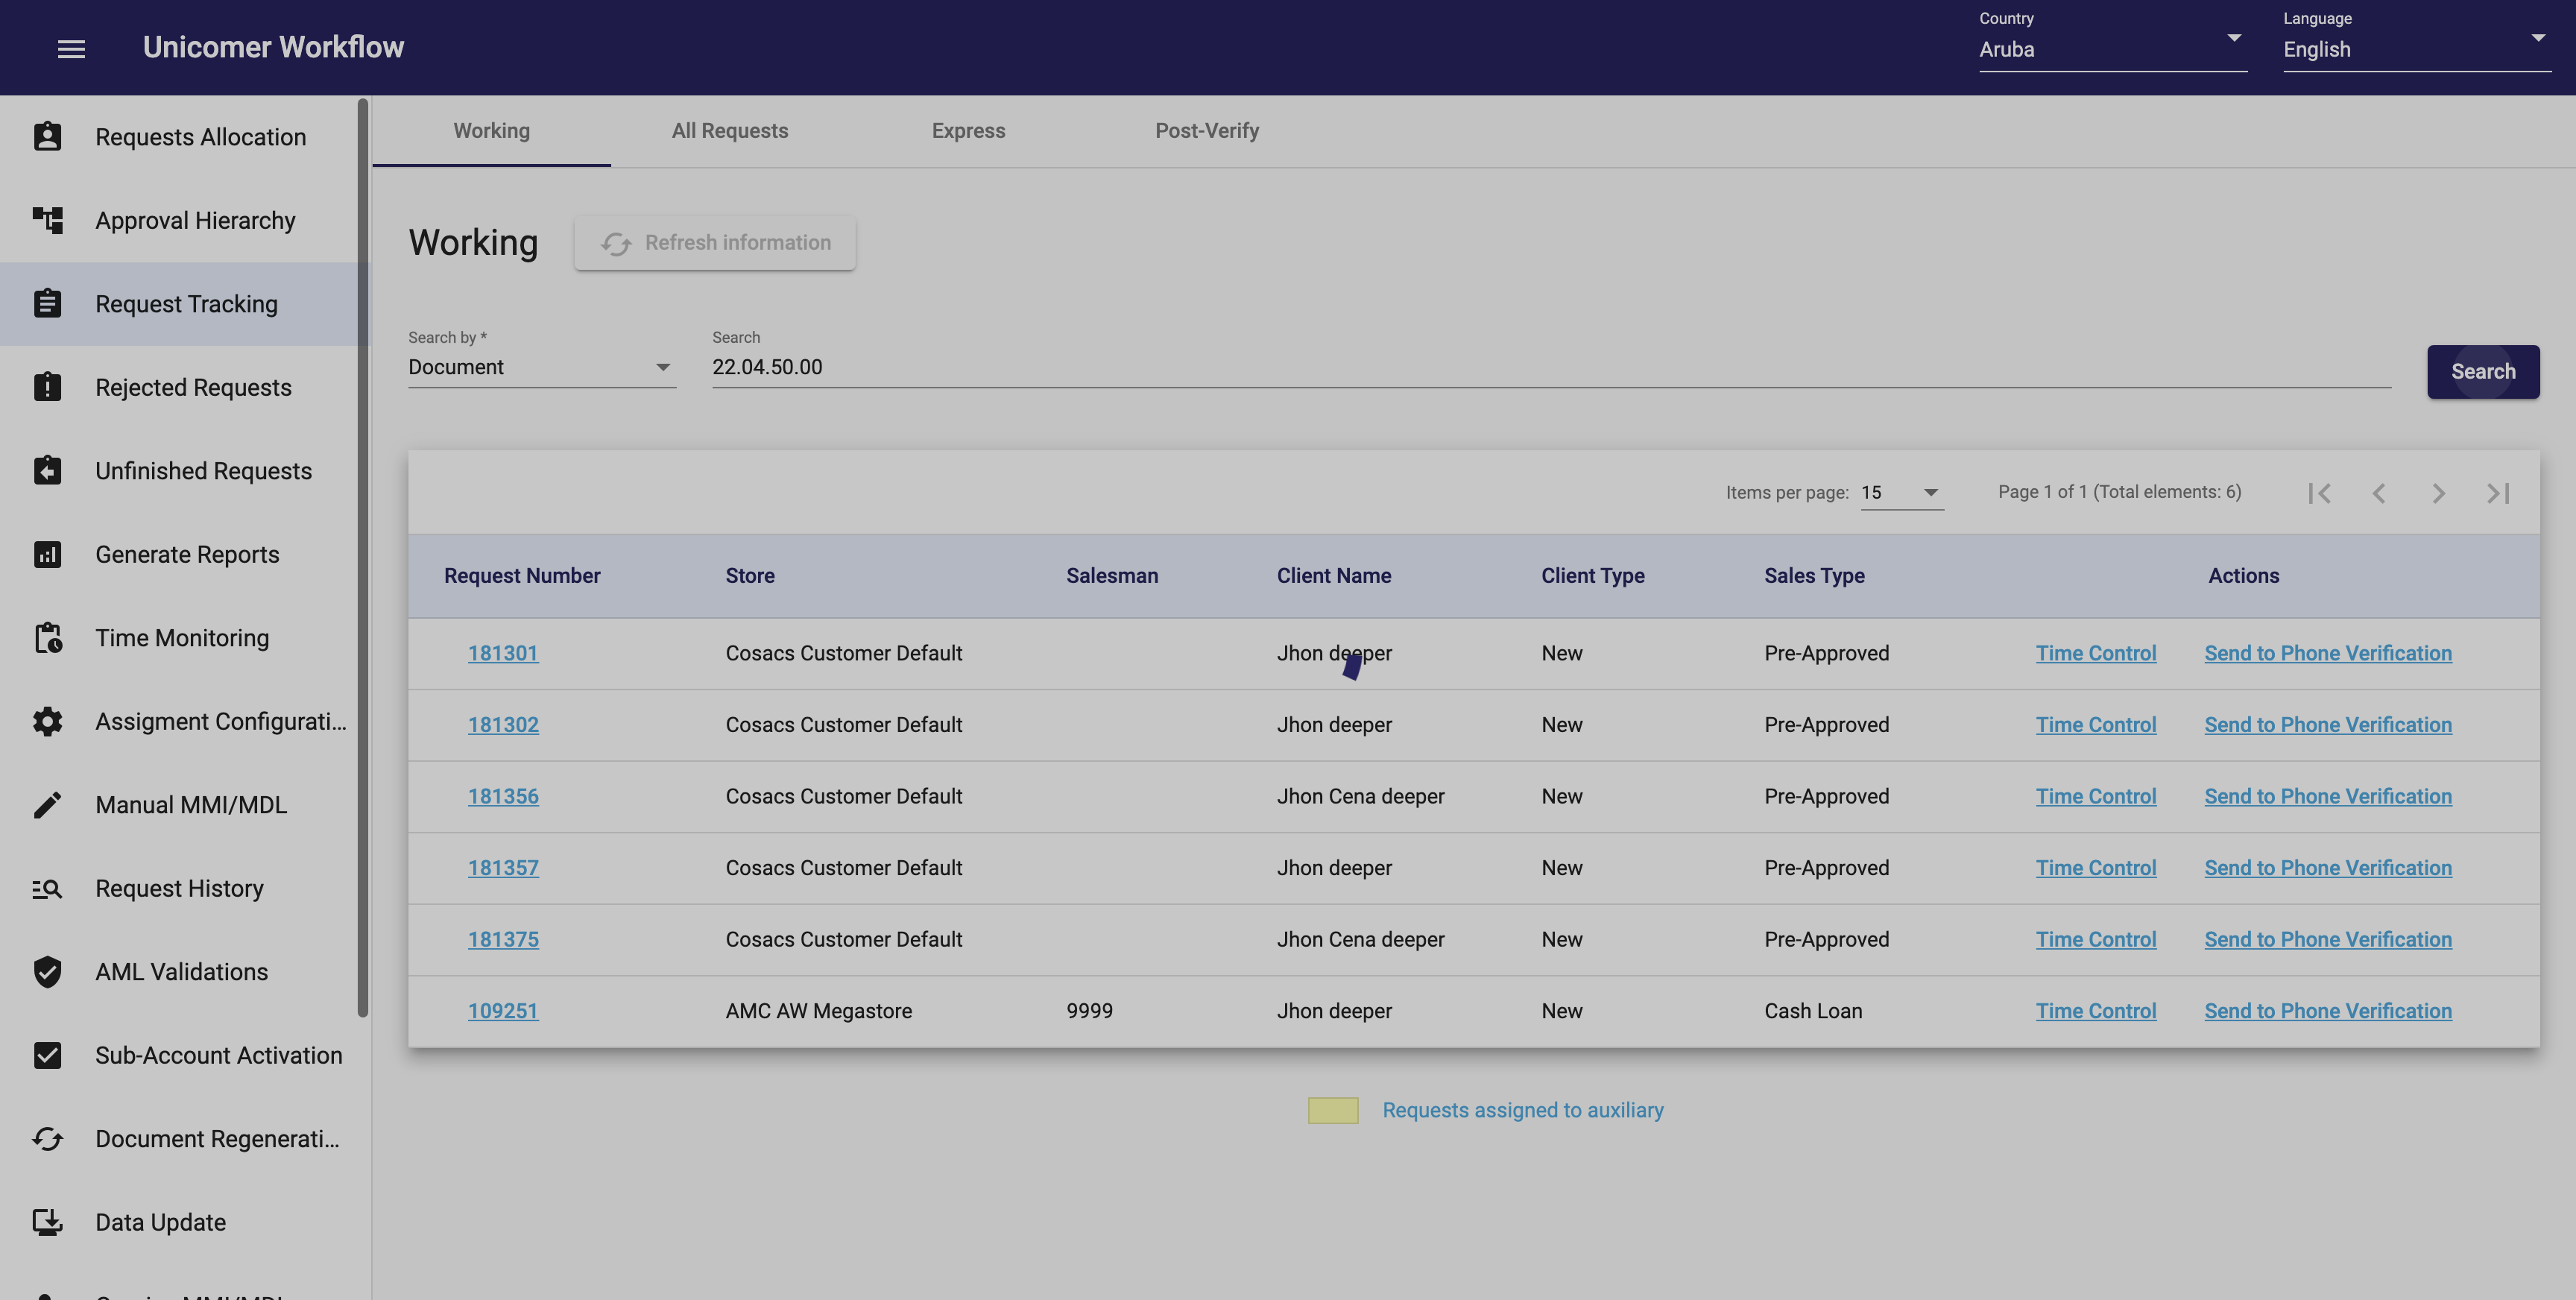 Unicomer Workflow
Country
Aruba
Language
English
Requests Allocation
Approval Hierarchy
Request Tracking
Rejected Requests
Unfinished Requests
Generate Reports
Time Monitoring
Assigment Configurati...
Manual MMI/MDL
Request History
AML Validations
Sub-Account Activation
Document Regenerati...
Data Update
Working All Requests Express Post-Verify
Working
Refresh information
Search by *
Document
Search
22.04.50.00
Search
Items per page: 15 Page 1 of 1 (Total elements: 6)
Request Number Store Salesman Client Name Client Type Sales Type Actions
181301 Cosacs Customer Default Jhon deeper New Pre-Approved Time Control Send to Phone Verification
181302 Cosacs Customer Default Jhon deeper New Pre-Approved Time Control Send to Phone Verification
181356 Cosacs Customer Default Jhon Cena deeper New Pre-Approved Time Control Send to Phone Verification
181357 Cosacs Customer Default Jhon deeper New Pre-Approved Time Control Send to Phone Verification
181375 Cosacs Customer Default Jhon Cena deeper New Pre-Approved Time Control Send to Phone Verification
109251 AMC AW Megastore 9999 Jhon deeper New Cash Loan Time Control Send to Phone Verification
Requests assigned to auxiliary